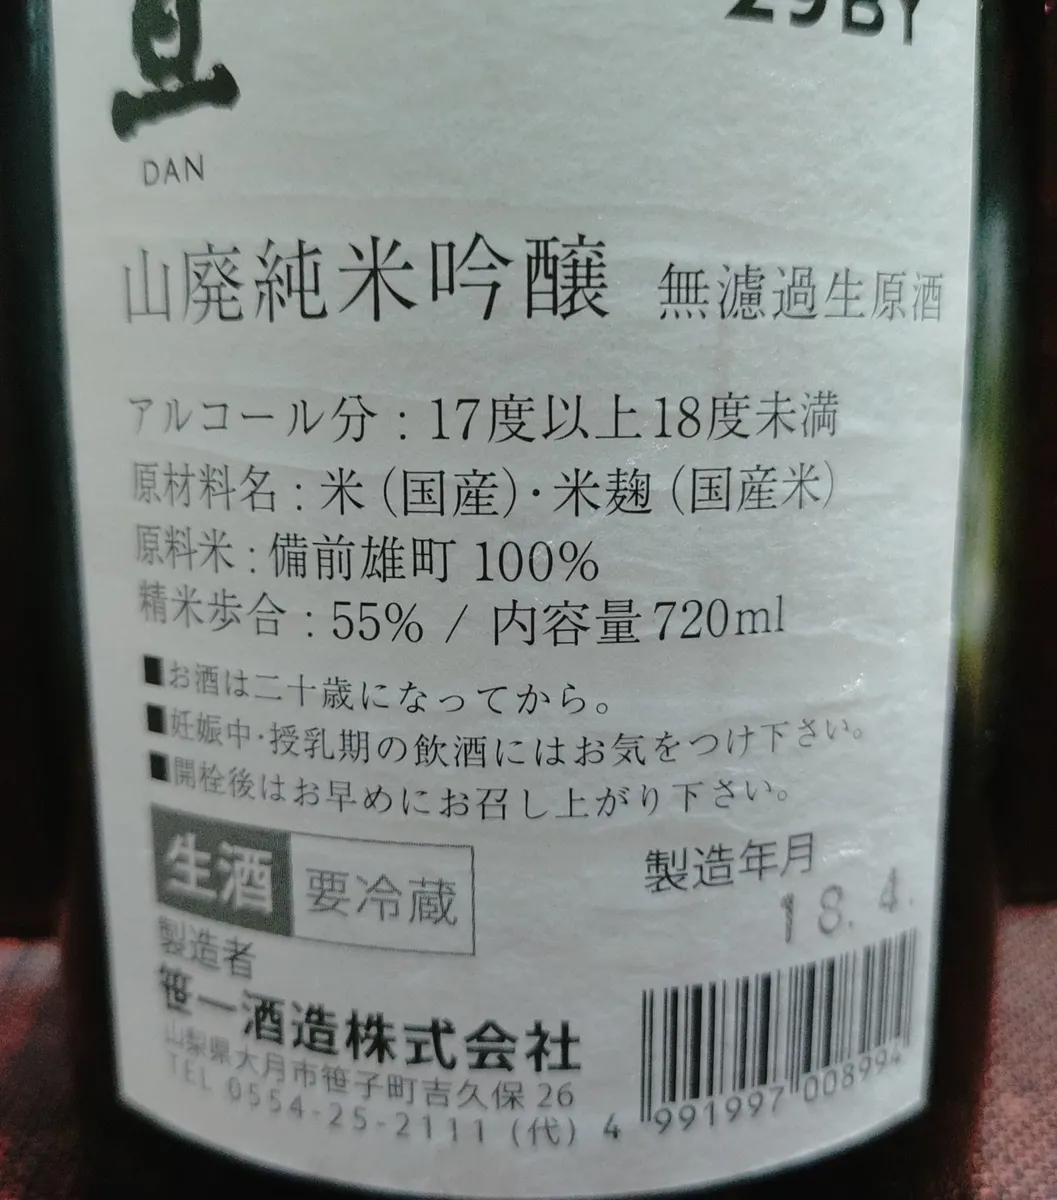 29BY
旦
DAN
山廃純米吟醸 無濾過生原酒
アルコール分：17度以上18度未満
原材料名：米（国産）・米麹（国産米）
原料米：備前雄町 100%
精米歩合：55% / 内容量720ml
■お酒は二十歳になってから。
■妊娠中・授乳期の飲酒にはお気をつけ下さい。
■開栓後はお早めにお召し上がり下さい。
生酒 要冷蔵
製造年月
18. 4.
製造者
笹一酒造株式会社
山梨県大月市笹子町吉久保 26
TEL 0554-25-2111（代）
4 991997 008994